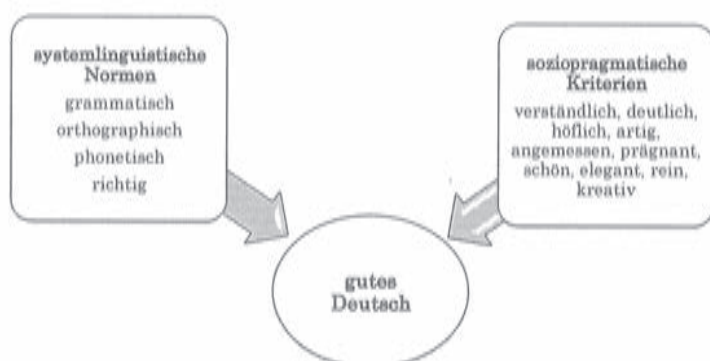 systemlinguistische
Normen
grammatisch
orthographisch
phonetisch
richtig
soziopragmatische
Kriterien
verständlich, deutlich,
höflich, artig,
angemessen, prägnant,
schön, elegant, rein,
kreativ
gutes
Deutsch